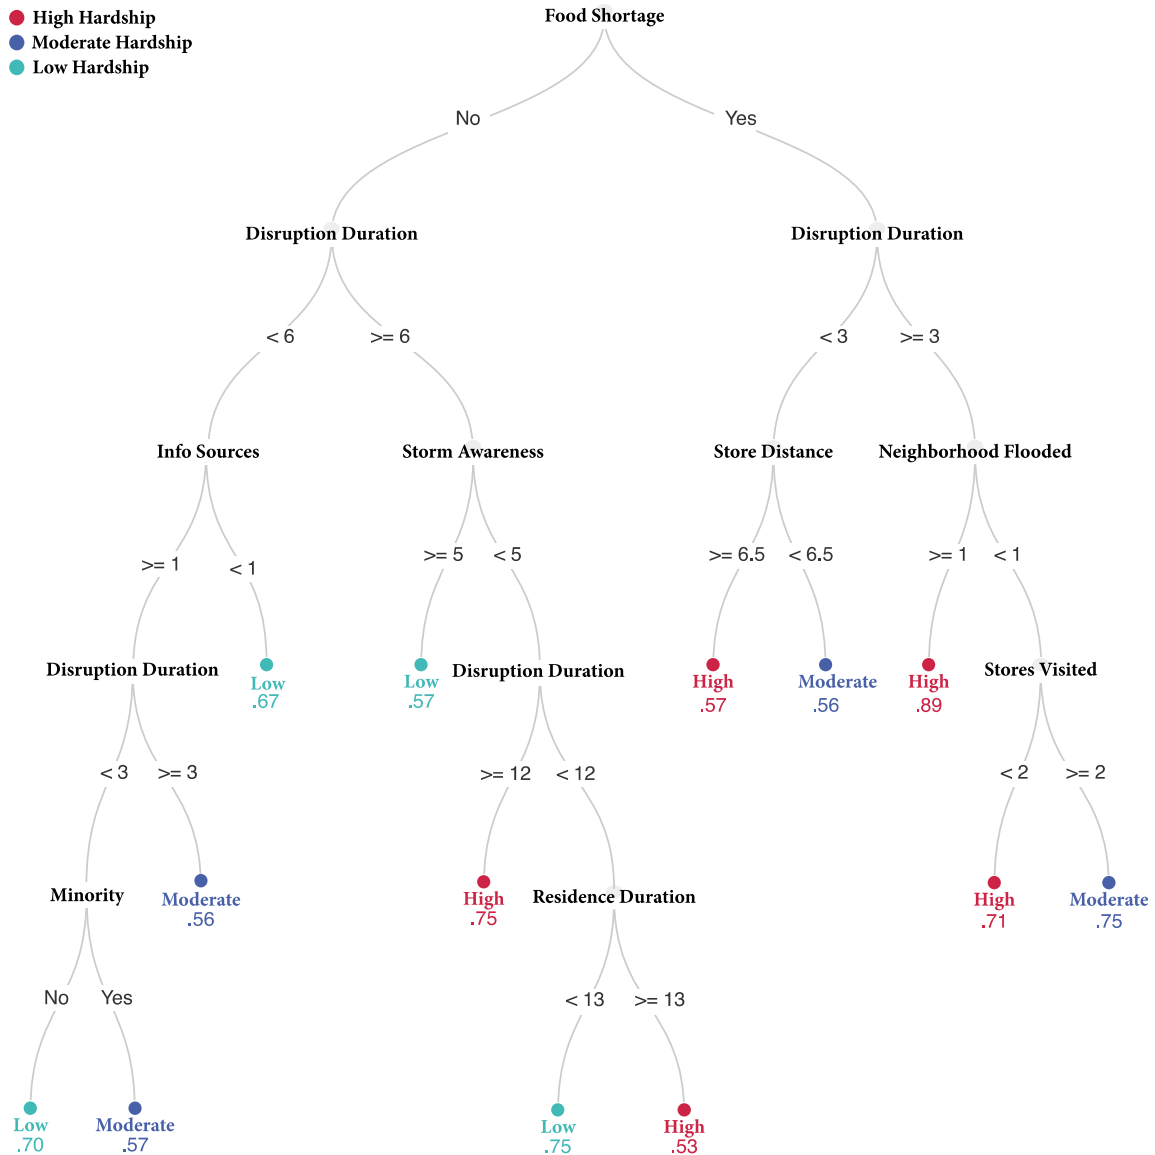 High Hardship
Moderate Hardship
Low Hardship
Food Shortage
No
Yes
Disruption Duration
Disruption Duration
< 6
>= 6
< 3
>= 3
Info Sources
Storm Awareness
Store Distance
Neighborhood Flooded
>= 1
< 1
>= 5
< 5
>= 6.5
< 6.5
>= 1
< 1
Disruption Duration
Low
.67
Low
.57
Disruption Duration
High
.57
Moderate
.56
High
.89
Stores Visited
< 3
>= 3
>= 12
< 12
< 2
>= 2
Minority
Moderate
.56
High
.75
Residence Duration
High
.71
Moderate
.75
No
Yes
< 13
>= 13
Low
.70
Moderate
.57
Low
.75
High
.53